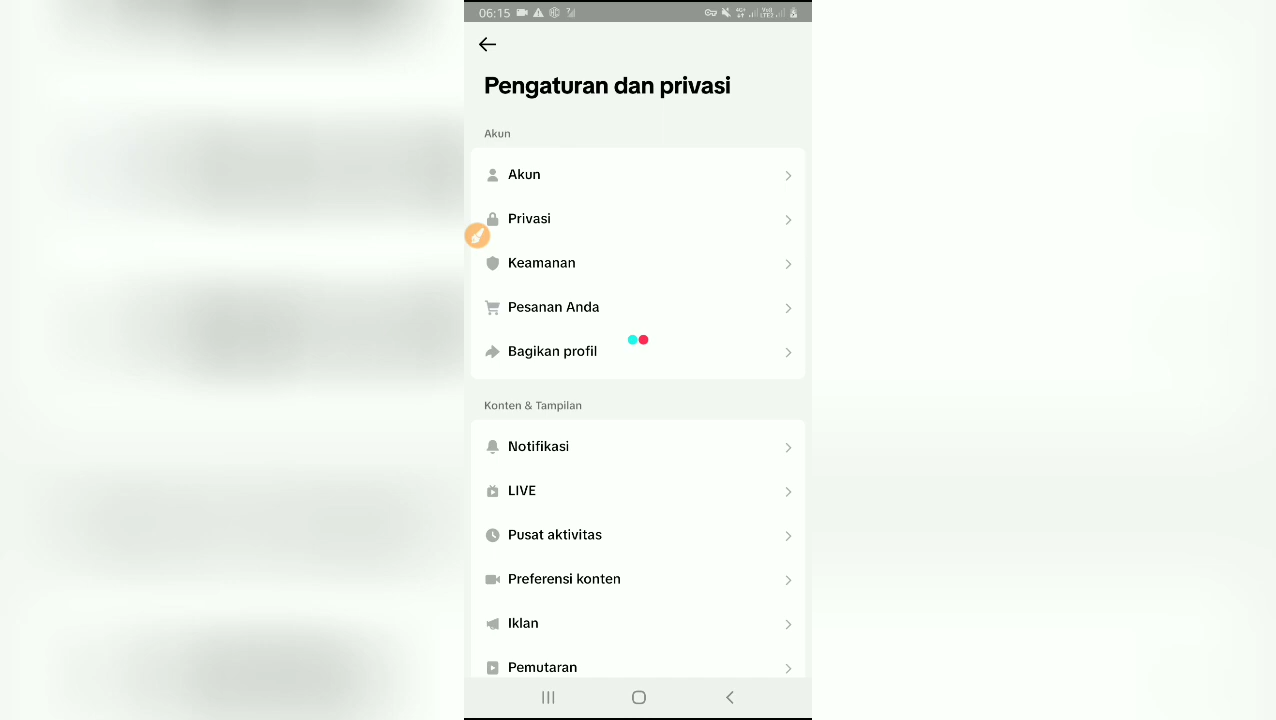 06:15
Pengaturan dan privasi
Akun
Akun
Privasi
Keamanan
Pesanan Anda
Bagikan profil
Konten & Tampilan
Notifikasi
LIVE
Pusat aktivitas
Preferensi konten
Iklan
Pemutaran